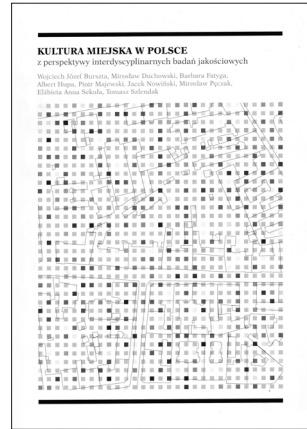 KULTURA MIEJSKA W POLSCE
z perspektywy interdyscyplinarnych badań jakościowych
Wojciech Józef Burszta, Mirosław Duchowski, Barbara Fatyga,
Albert Hupa, Piotr Majewski, Jacek Nowiński, Mirosław Pęczak,
Elżbieta Anna Sekuła, Tomasz Szlendak